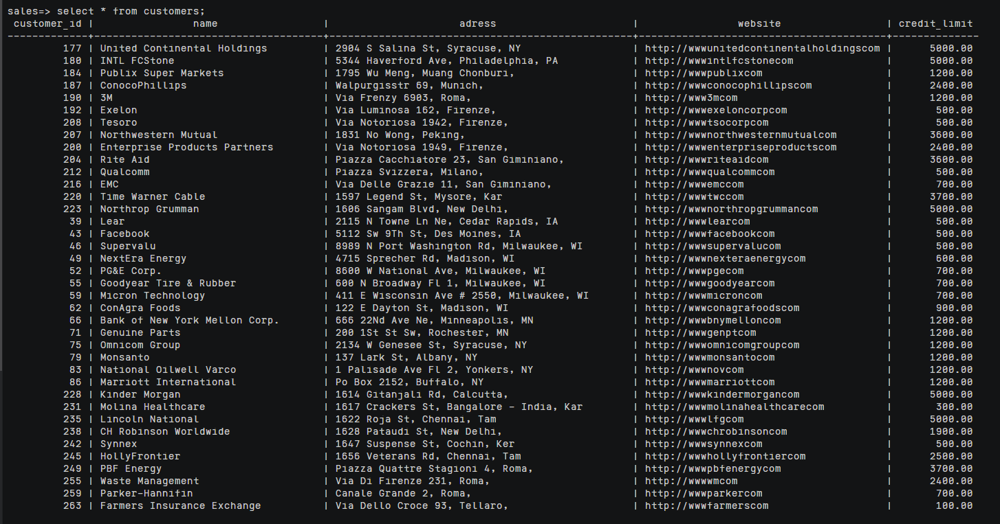 sales=> select * from customers;
 customer_id |                name                 |                     adress                      |                website                 | credit_limit
-------------+-------------------------------------+-------------------------------------------------+----------------------------------------+--------------
         177 | United Continental Holdings         | 2904 S Salina St, Syracuse, NY                  | http://wwwunitedcontinentalholdingscom |      5000.00
         180 | INTL FCStone                        | 5344 Haverford Ave, Philadelphia, PA            | http://wwwintlfcstonecom               |      5000.00
         184 | Publix Super Markets                | 1795 Wu Meng, Muang Chonburi,                   | http://wwwpublixcom                    |      1200.00
         187 | ConocoPhillips                      | Walpurgisstr 69, Munich,                        | http://wwwconocophillipscom            |      2400.00
         190 | 3M                                  | Via Frenzy 6903, Roma,                          | http://www3mcom                        |      1200.00
         192 | Exelon                              | Via Luminosa 162, Firenze,                      | http://wwwexeloncorpcom                |       500.00
         208 | Tesoro                              | Via Notoriosa 1942, Firenze,                    | http://wwwtsocorpcom                   |       500.00
         207 | Northwestern Mutual                 | 1831 No Wong, Peking,                           | http://wwwnorthwesternmutualcom        |      3600.00
         200 | Enterprise Products Partners        | Via Notoriosa 1949, Firenze,                    | http://wwwenterpriseproductscom        |      2400.00
         204 | Rite Aid                            | Piazza Cacchiatore 23, San Giminiano,           | http://wwwriteaidcom                   |      3600.00
         212 | Qualcomm                            | Piazza Svizzera, Milano,                        | http://wwwqualcommcom                  |       500.00
         216 | EMC                                 | Via Delle Grazie 11, San Giminiano,             | http://wwwemccom                       |       700.00
         220 | Time Warner Cable                   | 1597 Legend St, Mysore, Kar                     | http://wwwtwccom                       |      3700.00
         223 | Northrop Grumman                    | 1606 Sangam Blvd, New Delhi,                    | http://wwwnorthropgrummancom           |      5000.00
          39 | Lear                                | 2115 N Towne Ln Ne, Cedar Rapids, IA            | http://wwwlearcom                      |       500.00
          43 | Facebook                            | 5112 Sw 9Th St, Des Moines, IA                  | http://wwwfacebookcom                  |       500.00
          46 | Supervalu                           | 8989 N Port Washington Rd, Milwaukee, WI        | http://wwwsupervalucom                 |       500.00
          49 | NextEra Energy                      | 4715 Sprecher Rd, Madison, WI                   | http://wwwnexteraenergycom             |       600.00
          52 | PG&E Corp.                          | 8600 W National Ave, Milwaukee, WI              | http://wwwpgecom                       |       700.00
          55 | Goodyear Tire & Rubber              | 600 N Broadway Fl 1, Milwaukee, WI              | http://wwwgoodyearcom                  |       700.00
          59 | Micron Technology                   | 411 E Wisconsin Ave # 2550, Milwaukee, WI       | http://wwwmicroncom                    |       700.00
          62 | ConAgra Foods                       | 122 E Dayton St, Madison, WI                    | http://wwwconagrafoodscom              |       900.00
          66 | Bank of New York Mellon Corp.       | 666 22Nd Ave Ne, Minneapolis, MN                | http://wwwbnymelloncom                 |      1200.00
          71 | Genuine Parts                       | 200 1St St Sw, Rochester, MN                    | http://wwwgenptcom                     |      1200.00
          75 | Omnicom Group                       | 2134 W Genesee St, Syracuse, NY                 | http://wwwomnicomgroupcom              |      1200.00
          79 | Monsanto                            | 137 Lark St, Albany, NY                         | http://wwwmonsantocom                  |      1200.00
          83 | National Oilwell Varco              | 1 Palisade Ave Fl 2, Yonkers, NY                | http://wwwnovcom                       |      1200.00
          86 | Marriott International              | Po Box 2152, Buffalo, NY                        | http://wwwmarriottcom                  |      1200.00
         228 | Kinder Morgan                       | 1614 Gitanjali Rd, Calcutta,                    | http://wwwkindermorgancom              |      5000.00
         231 | Molina Healthcare                   | 1617 Crackers St, Bangalore - India, Kar        | http://wwwmolinahealthcarecom          |       300.00
         235 | Lincoln National                    | 1622 Roja St, Chennai, Tam                      | http://wwwlfgcom                       |      5000.00
         238 | CH Robinson Worldwide               | 1628 Pataudi St, New Delhi,                     | http://wwwchrobinsoncom                |      1900.00
         242 | Synnex                              | 1647 Suspense St, Cochin, Ker                   | http://wwwsynnexcom                    |       500.00
         245 | HollyFrontier                       | 1656 Veterans Rd, Chennai, Tam                  | http://wwwhollyfrontiercom             |      2500.00
         249 | PBF Energy                          | Piazza Quattre Stagioni 4, Roma,                | http://wwwpbfenergycom                 |      3700.00
         255 | Waste Management                    | Via Di Firenze 231, Roma,                       | http://wwwwmcom                        |      2400.00
         259 | Parker-Hannifin                     | Canale Grande 2, Roma,                          | http://wwwparkercom                    |       700.00
         263 | Farmers Insurance Exchange          | Via Dello Croce 93, Tellaro,                    | http://wwwfarmerscom                   |       100.00